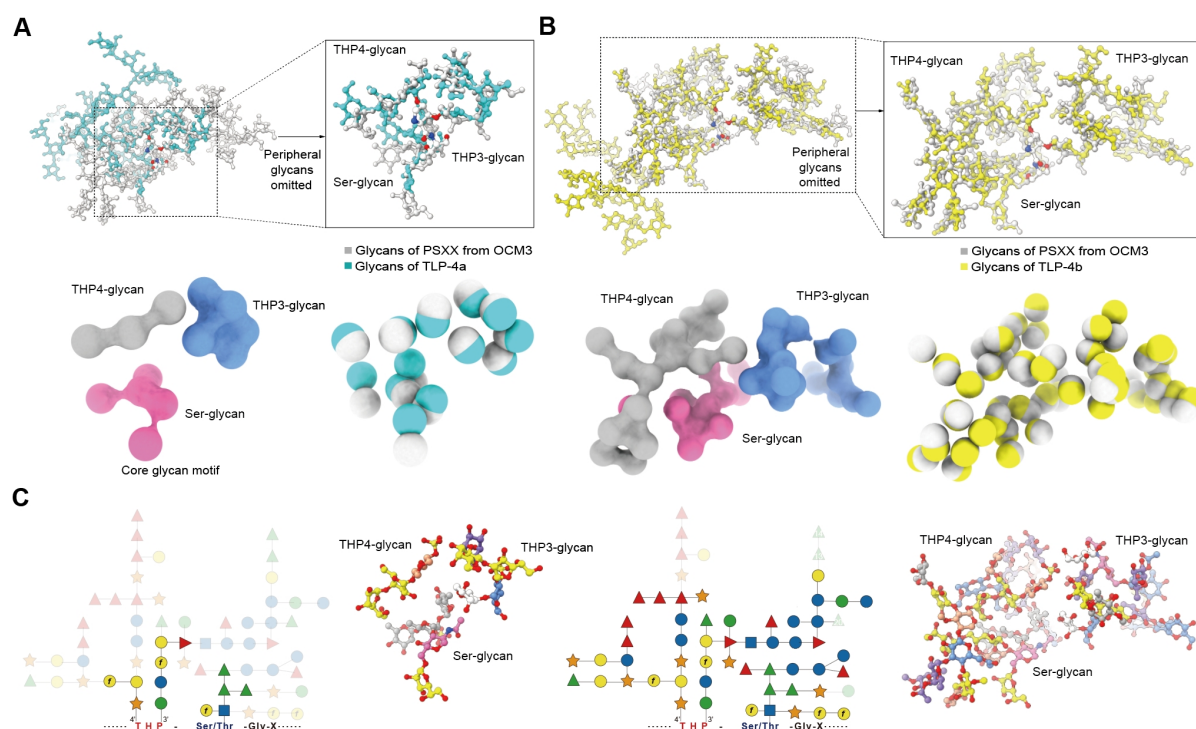 A
THP4-glycan
THP3-glycan
Ser-glycan
Peripheral
glycans
omitted
Glycans of PSXX from OCM3
Glycans of TLP-4a
THP4-glycan
THP3-glycan
Ser-glycan
Core glycan motif
B
THP4-glycan
THP3-glycan
Ser-glycan
Peripheral
glycans
omitted
Glycans of PSXX from OCM3
Glycans of TLP-4b
THP4-glycan
THP3-glycan
Ser-glycan
C
f
f
f
f
f
4' 3'
······ T H P · - Ser/Thr -Gly-X······
THP4-glycan
THP3-glycan
Ser-glycan
f
f
f
f
f
4' 3'
······ T H P · - Ser/Thr -Gly-X······
THP4-glycan
THP3-glycan
Ser-glycan